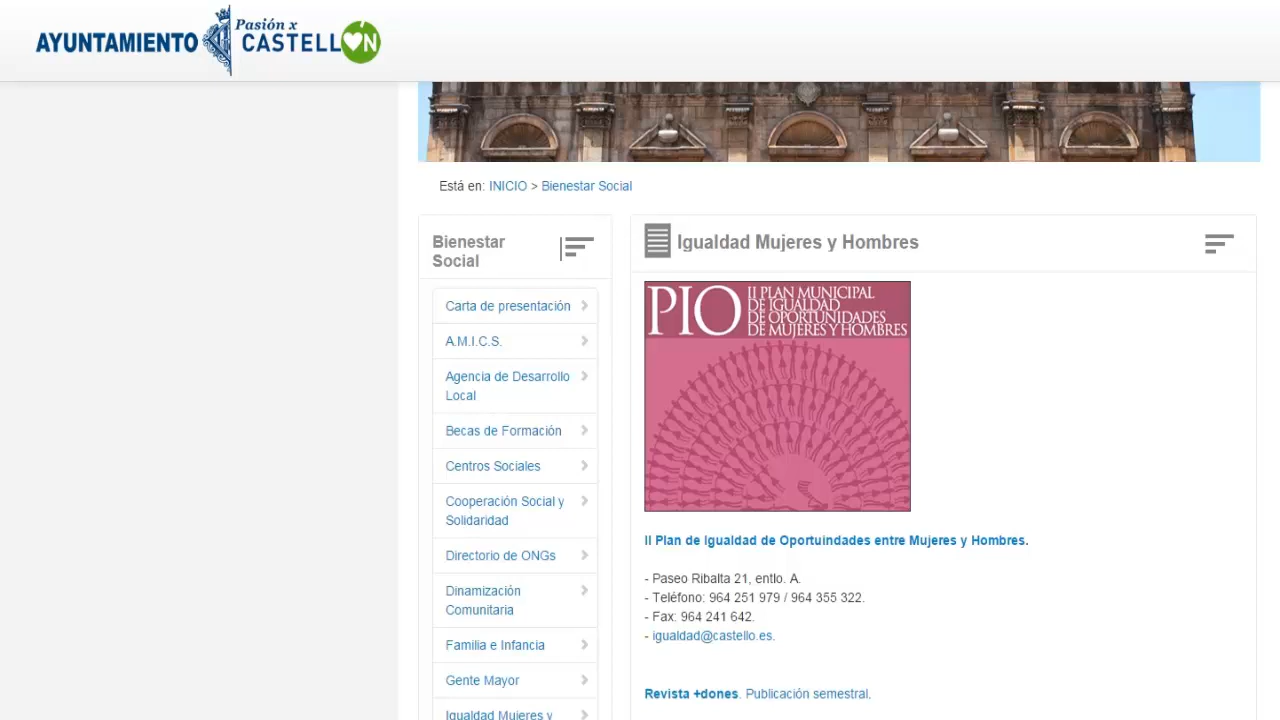 AYUNTAMIENTO
Pasión x
CASTELLÓN
Está en: INICIO > Bienestar Social
Bienestar
Social
Carta de presentación
A.M.I.C.S.
Agencia de Desarrollo
Local
Becas de Formación
Centros Sociales
Cooperación Social y
Solidaridad
Directorio de ONGs
Dinamización
Comunitaria
Familia e Infancia
Gente Mayor
Igualdad Mujeres y
Igualdad Mujeres y Hombres
PIO
II PLAN MUNICIPAL
DE IGUALDAD
DE OPORTUNIDADES
DE MUJERES Y HOMBRES
II Plan de Igualdad de Oportuindades entre Mujeres y Hombres.
- Paseo Ribalta 21, entlo. A.
- Teléfono: 964 251 979 / 964 355 322.
- Fax: 964 241 642.
- igualdad@castello.es.
Revista +dones. Publicación semestral.